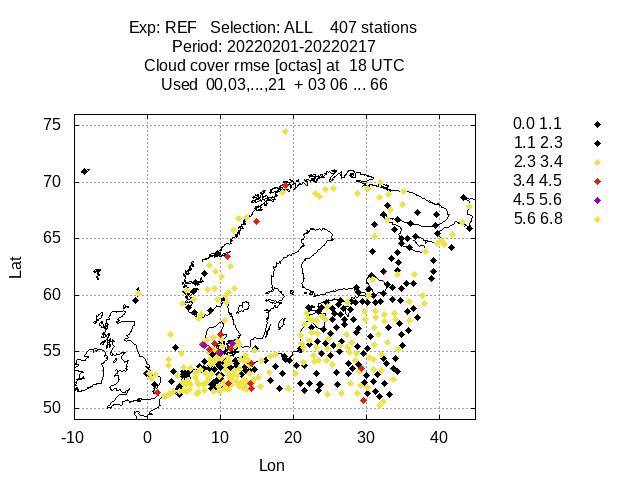 Exp: REF Selection: ALL 407 stations
Period: 20220201-20220217
Cloud cover rmse [octas] at 18 UTC
Used 00,03,...,21 + 03 06 ... 66
75
70
65
60
55
50
-10 0 10 20 30 40
Lat
Lon
0.0 1.1
1.1 2.3
2.3 3.4
3.4 4.5
4.5 5.6
5.6 6.8